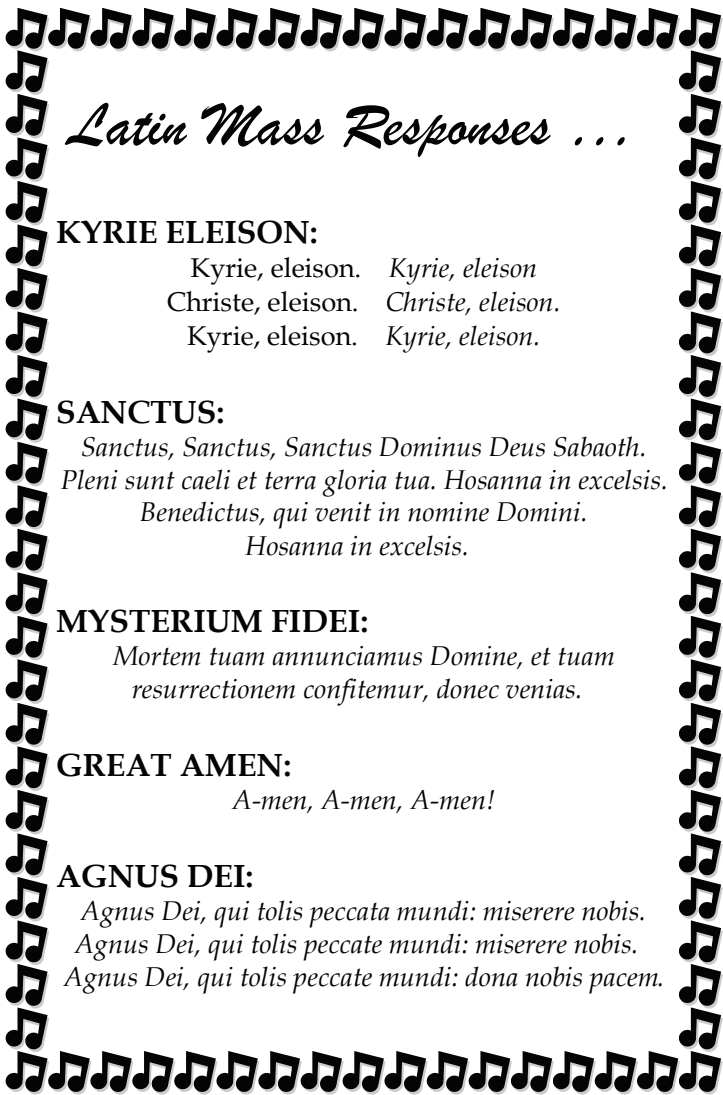 Latin Mass Responses ...
KYRIE ELEISON:
Kyrie, eleison. Kyrie, eleison
Christe, eleison. Christe, eleison.
Kyrie, eleison. Kyrie, eleison.
SANCTUS:
Sanctus, Sanctus, Sanctus Dominus Deus Sabaoth.
Pleni sunt caeli et terra gloria tua. Hosanna in excelsis.
Benedictus, qui venit in nomine Domini.
Hosanna in excelsis.
MYSTERIUM FIDEI:
Mortem tuam annunciamus Domine, et tuam
resurrectionem confitemur, donec venias.
GREAT AMEN:
A-men, A-men, A-men!
AGNUS DEI:
Agnus Dei, qui tolis peccata mundi: miserere nobis.
Agnus Dei, qui tolis peccate mundi: miserere nobis.
Agnus Dei, qui tolis peccate mundi: dona nobis pacem.